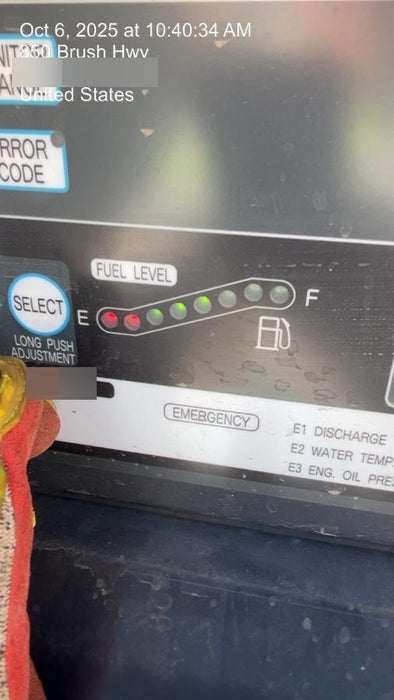 Oct 6, 2025 at 10:40:34 AM
850 Brush Hwy
United States
RROR
CODE
FUEL LEVEL
SELECT
E
F
LONG PUSH
ADJUSTMENT
EMERGENCY
E1 DISCHARGE
E2 WATER TEMP
E3 ENG. OIL PRE